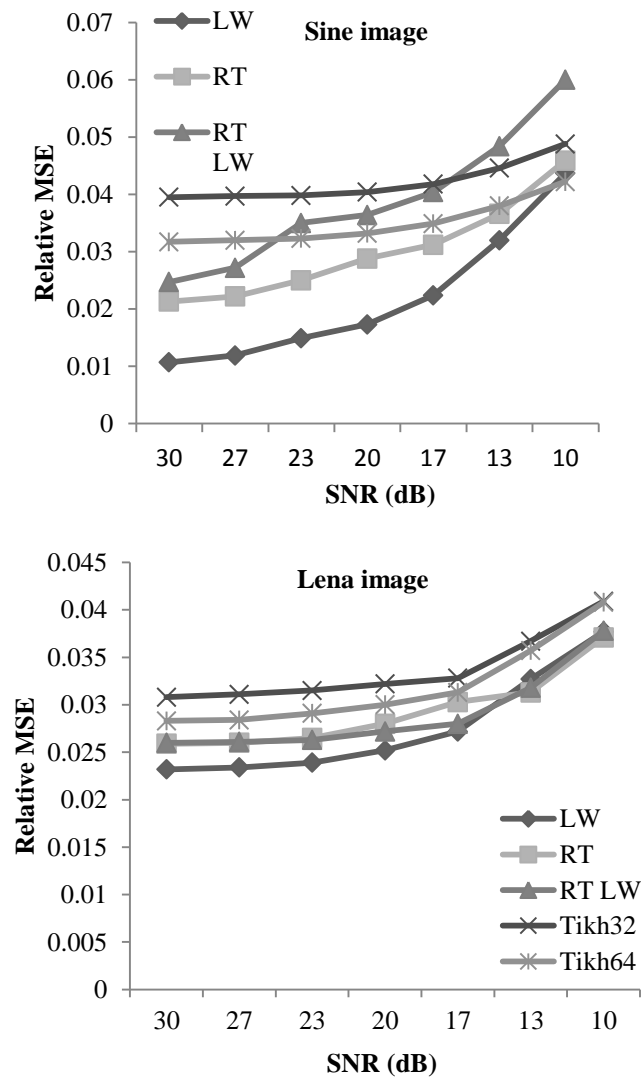 Sine image
0.07
0.06
0.05
0.04
0.03
0.02
0.01
0
Relative MSE
LW
RT
RT
LW
30 27 23 20 17 13 10
SNR (dB)
Lena image
0.045
0.04
0.035
0.03
0.025
0.02
0.015
0.01
0.005
0
Relative MSE
LW
RT
RT LW
Tikh32
Tikh64
30 27 23 20 17 13 10
SNR (dB)